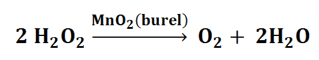 2 H₂O₂ MnO₂(burel) → O₂ + 2H₂O